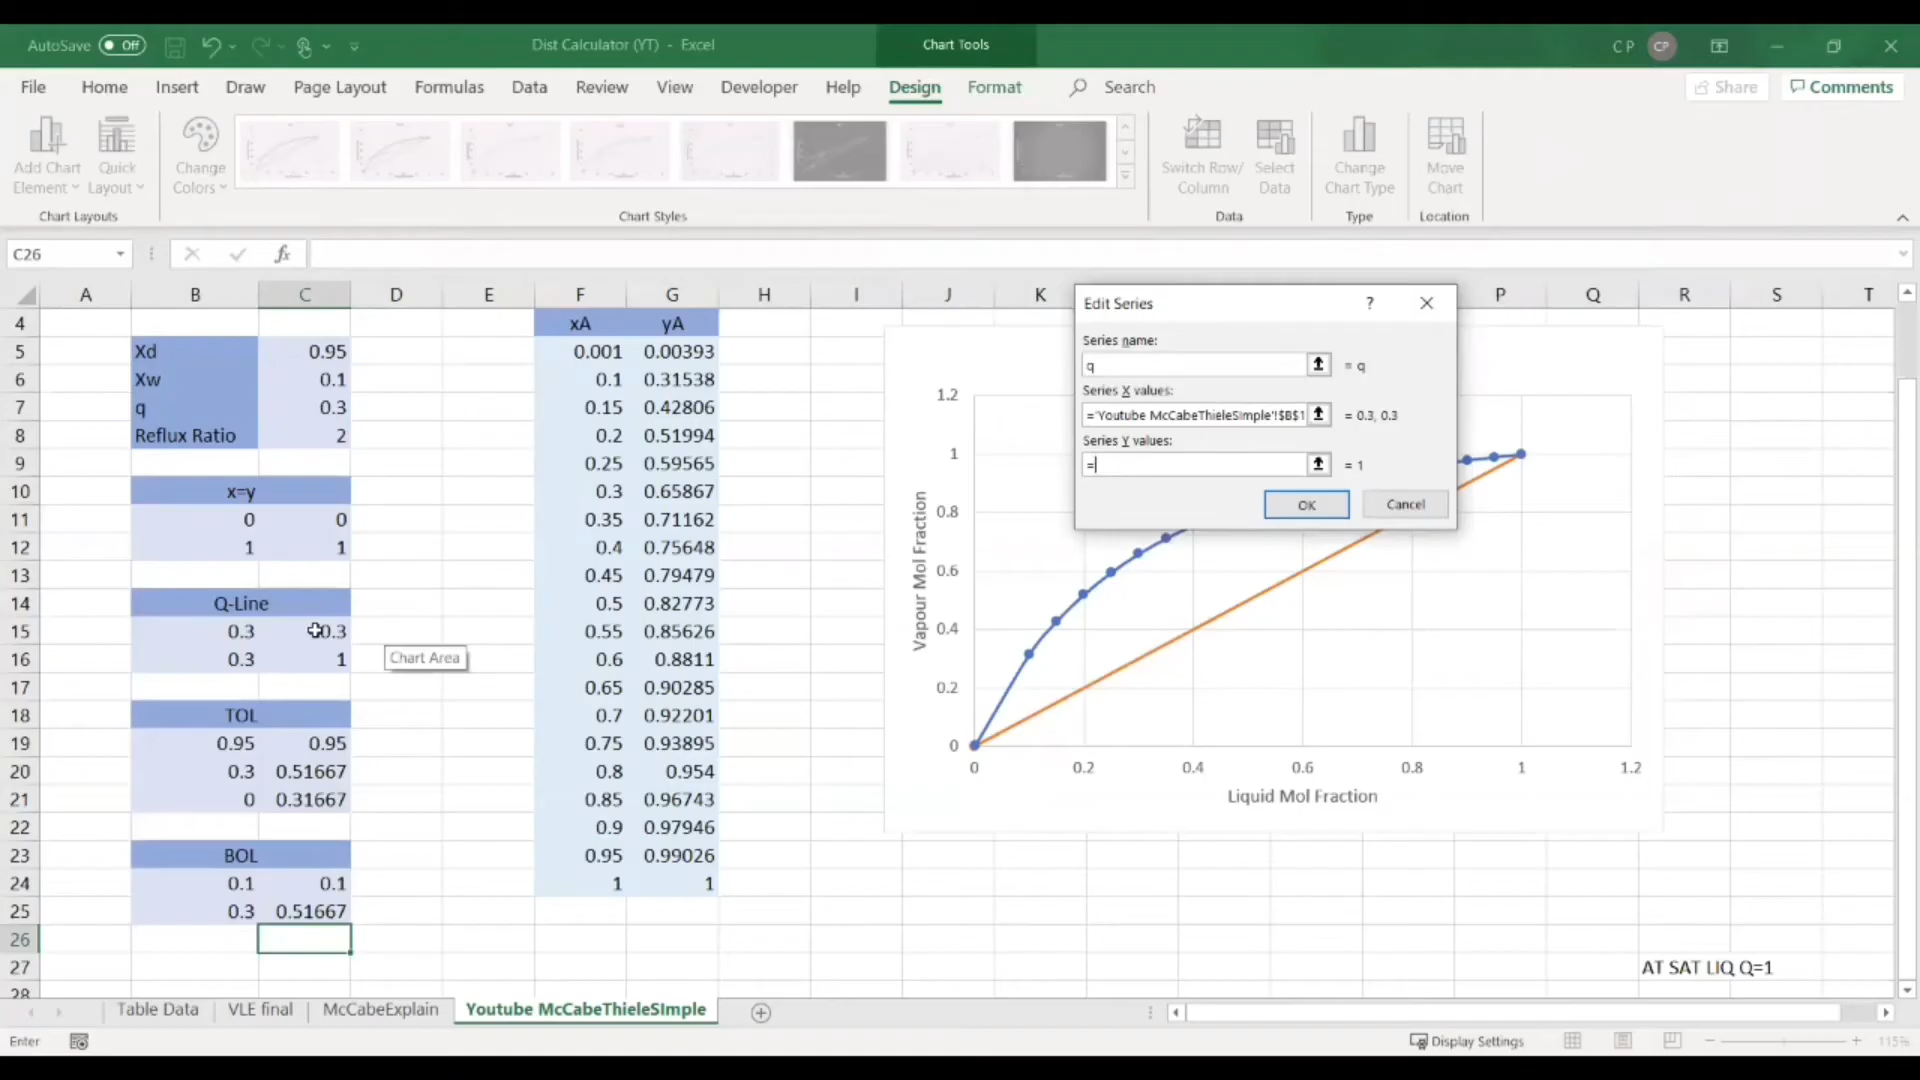 AutoSave Off Dist Calculator (YT) - Excel Chart Tools C P CP
File Home Insert Draw Page Layout Formulas Data Review View Developer Help Design Format Search Share Comments
Add Chart Element Quick Layout Change Colors Switch Row/ Column Select Data Change Chart Type Move Chart
Chart Layouts Chart Styles Data Type Location
C26 fx
A B C D E F G H I J K P Q R S T
4 xA yA
5 Xd 0.95 0.001 0.00393
6 Xw 0.1 0.1 0.31538
7 q 0.3 0.15 0.42806
8 Reflux Ratio 2 0.2 0.51994
9 0.25 0.59565
10 x=y 0.3 0.65867
11 0 0 0.35 0.71162
12 1 1 0.4 0.75648
13 0.45 0.79479
14 Q-Line 0.5 0.82773
15 0.3 0.3 0.55 0.85626
16 0.3 1 0.6 0.8811
17 0.65 0.90285
18 TOL 0.7 0.92201
19 0.95 0.95 0.75 0.93895
20 0.3 0.51667 0.8 0.954
21 0 0.31667 0.85 0.96743
22 0.9 0.97946
23 BOL 0.95 0.99026
24 0.1 0.1 1 1
25 0.3 0.51667
26
27 AT SAT LIQ Q=1
28
Chart Area
Edit Series ?
Series name:
q = q
Series X values:
='Youtube McCabeThieleSImple'!$B$1 = 0.3, 0.3
Series Y values:
= = 1
OK Cancel
1.2
1
0.8
0.6
0.4
0.2
0
Vapour Mol Fraction
0 0.2 0.4 0.6 0.8 1 1.2
Liquid Mol Fraction
Table Data VLE final McCabeExplain Youtube McCabeThieleSImple
Enter Display Settings 115%